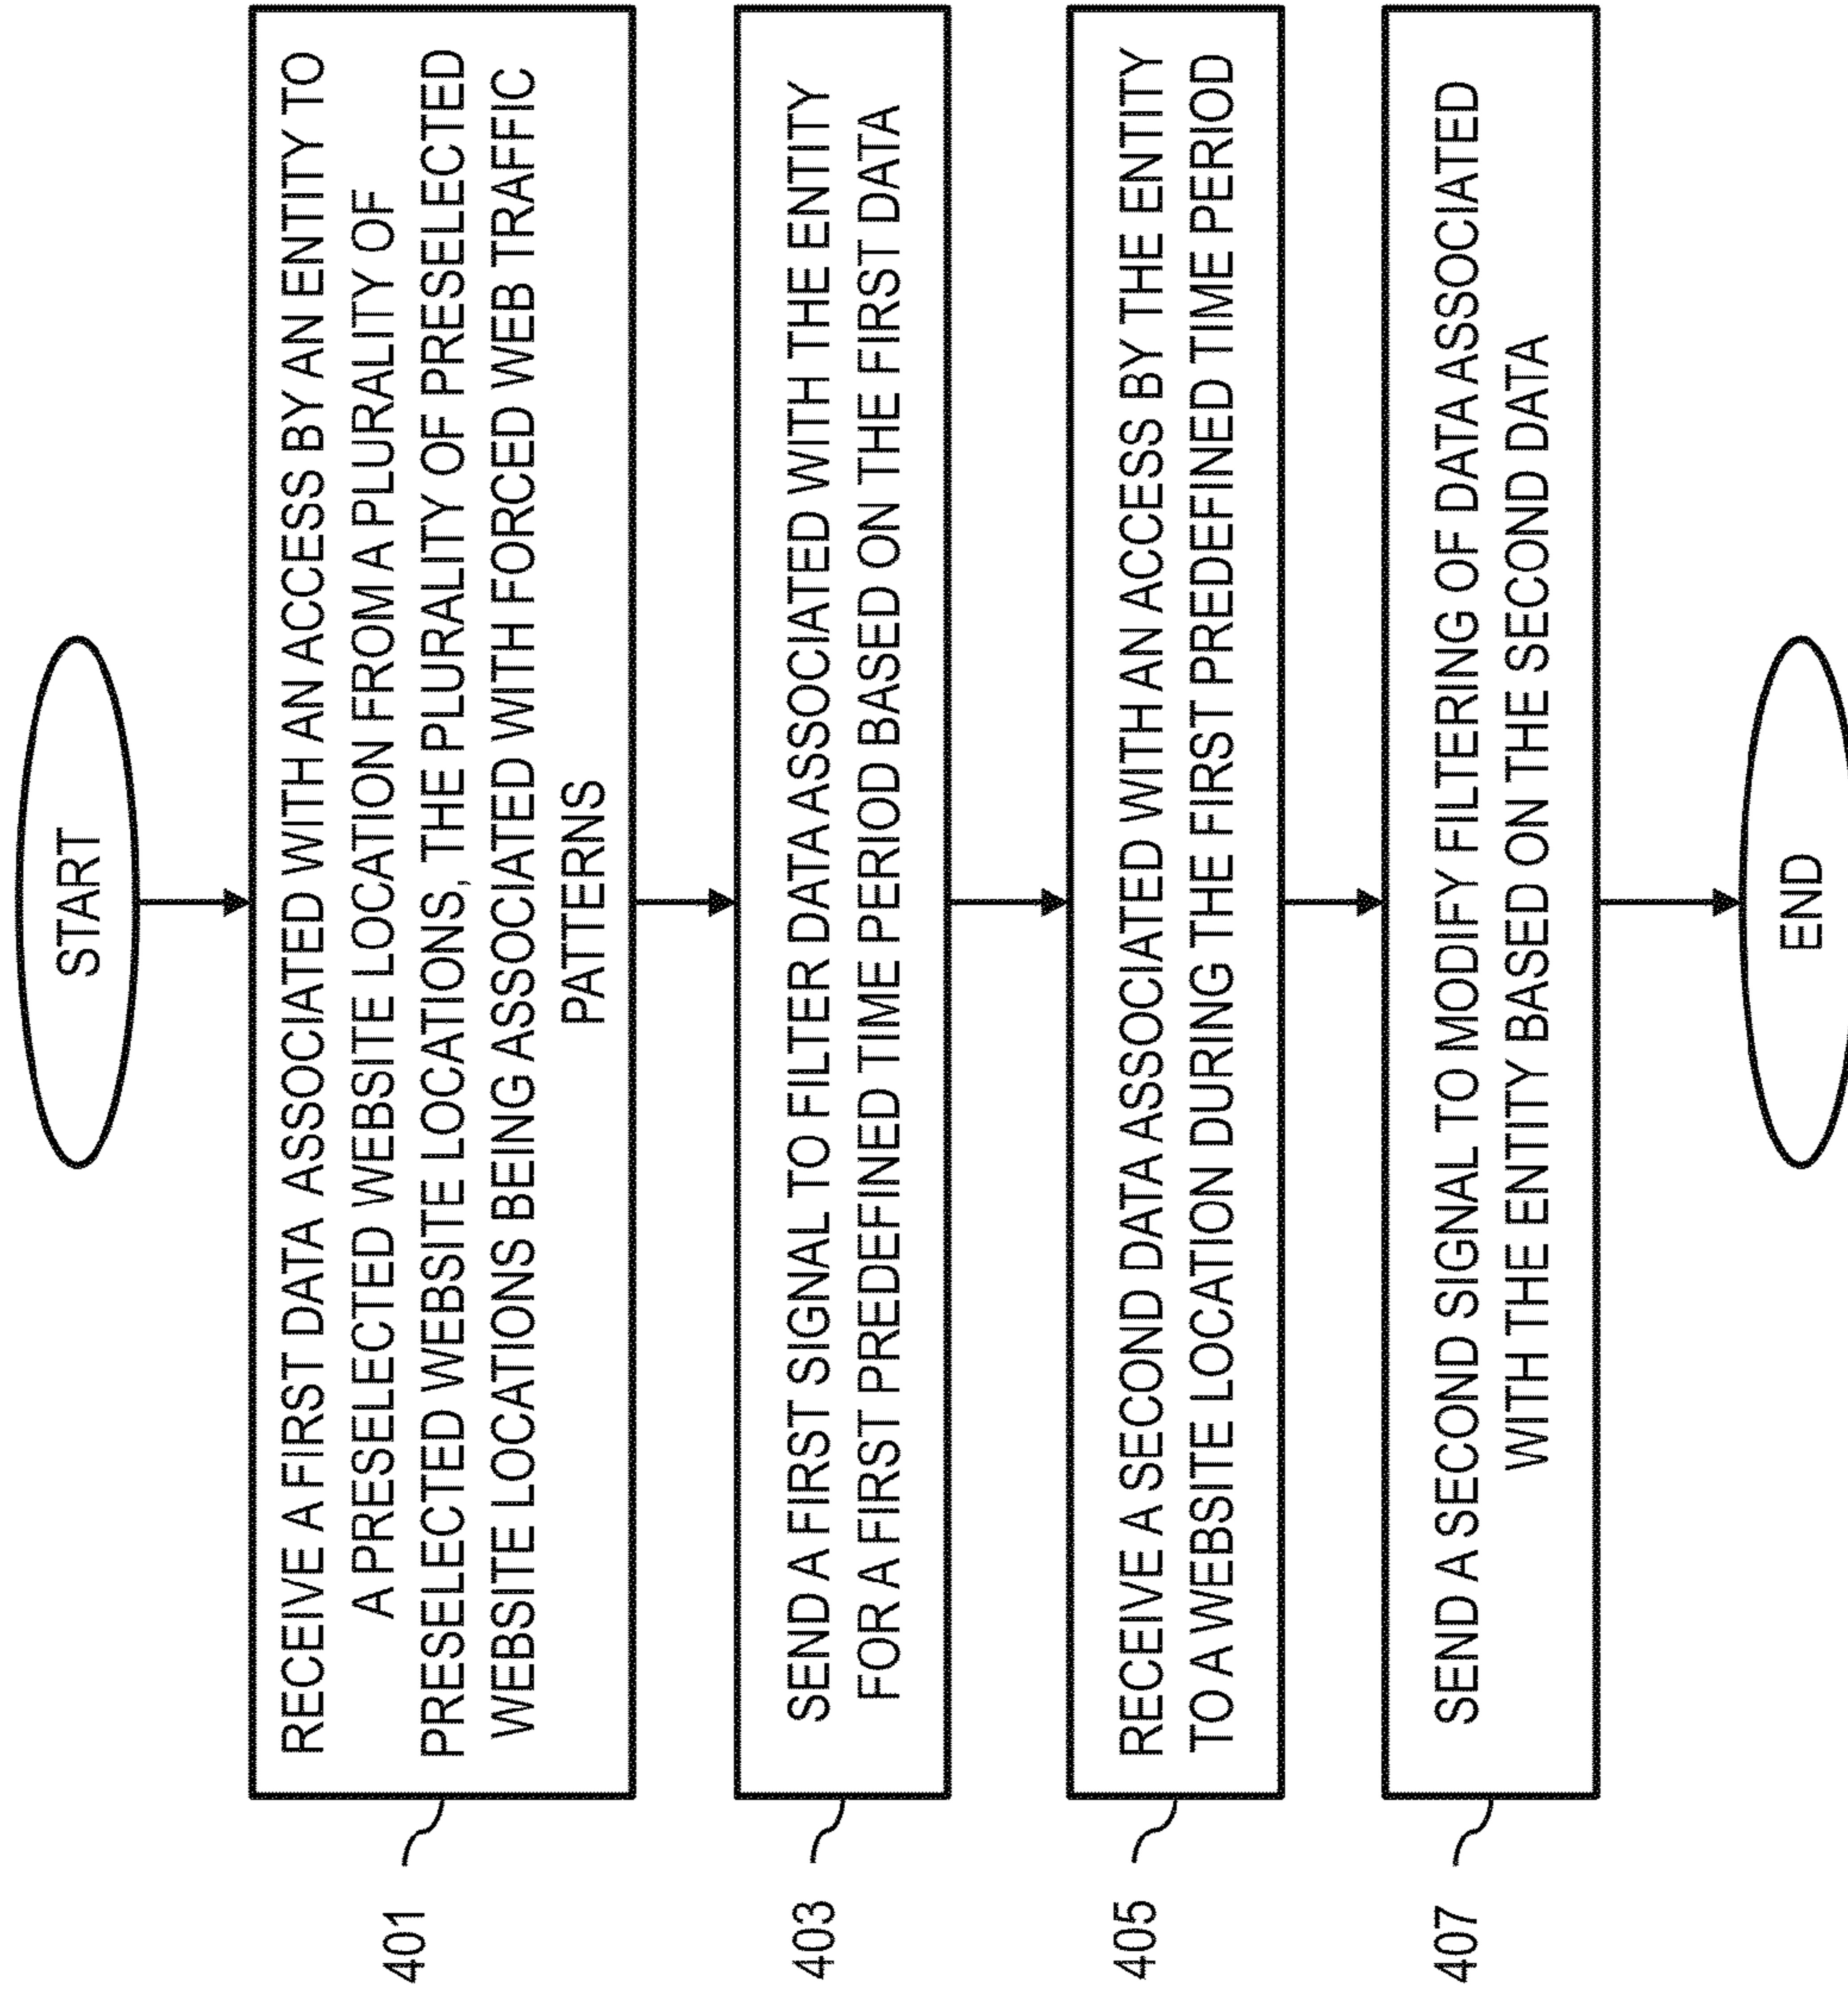 START
401
RECEIVE A FIRST DATA ASSOCIATED WITH AN ACCESS BY AN ENTITY TO
A PRESELECTED WEBSITE LOCATION FROM A PLURALITY OF
PRESELECTED WEBSITE LOCATIONS, THE PLURALITY OF PRESELECTED
WEBSITE LOCATIONS BEING ASSOCIATED WITH FORCED WEB TRAFFIC
PATTERNS
403
SEND A FIRST SIGNAL TO FILTER DATA ASSOCIATED WITH THE ENTITY
FOR A FIRST PREDEFINED TIME PERIOD BASED ON THE FIRST DATA
405
RECEIVE A SECOND DATA ASSOCIATED WITH AN ACCESS BY THE ENTITY
TO A WEBSITE LOCATION DURING THE FIRST PREDEFINED TIME PERIOD
407
SEND A SECOND SIGNAL TO MODIFY FILTERING OF DATA ASSOCIATED
WITH THE ENTITY BASED ON THE SECOND DATA
END